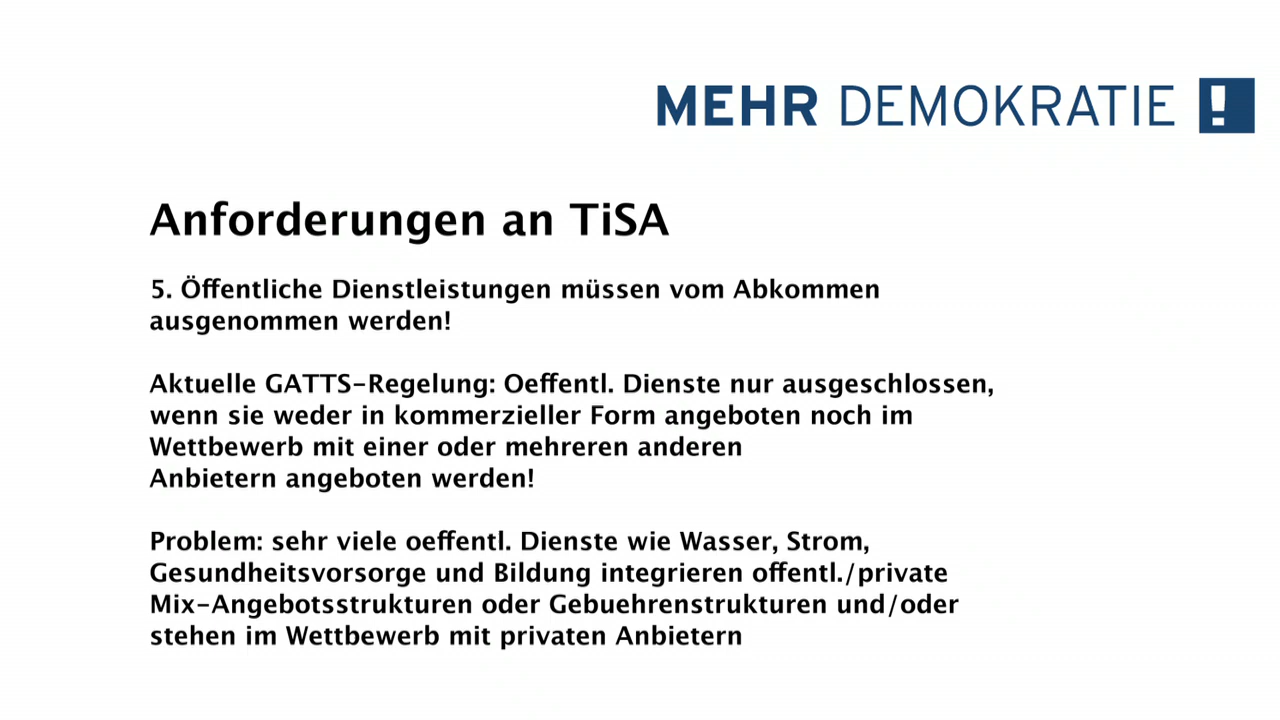 MEHR DEMOKRATIE !
Anforderungen an TiSA
5. Öffentliche Dienstleistungen müssen vom Abkommen
ausgenommen werden!
Aktuelle GATTS-Regelung: Oeffentl. Dienste nur ausgeschlossen,
wenn sie weder in kommerzieller Form angeboten noch im
Wettbewerb mit einer oder mehreren anderen
Anbietern angeboten werden!
Problem: sehr viele oeffentl. Dienste wie Wasser, Strom,
Gesundheitsvorsorge und Bildung integrieren offentl./private
Mix-Angebotsstrukturen oder Gebuehrenstrukturen und/oder
stehen im Wettbewerb mit privaten Anbietern